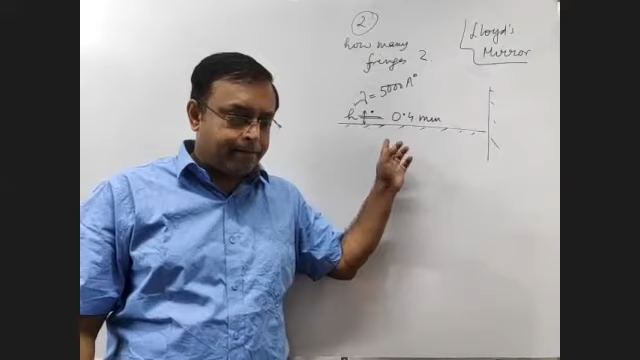 2
how many
fringes ?
λ = 5000 A°
h 0.4 mm
Lloyd's
Mirror